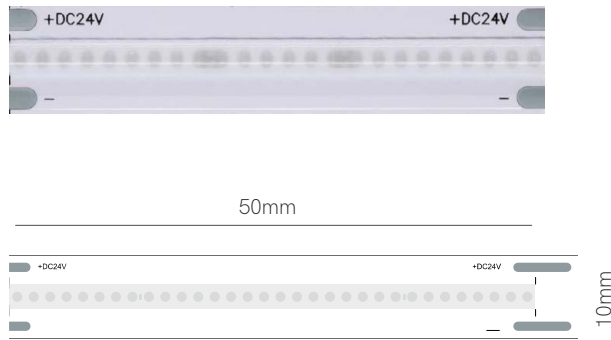 +DC24V +DC24V
– –
50mm
+DC24V +DC24V
—
10mm